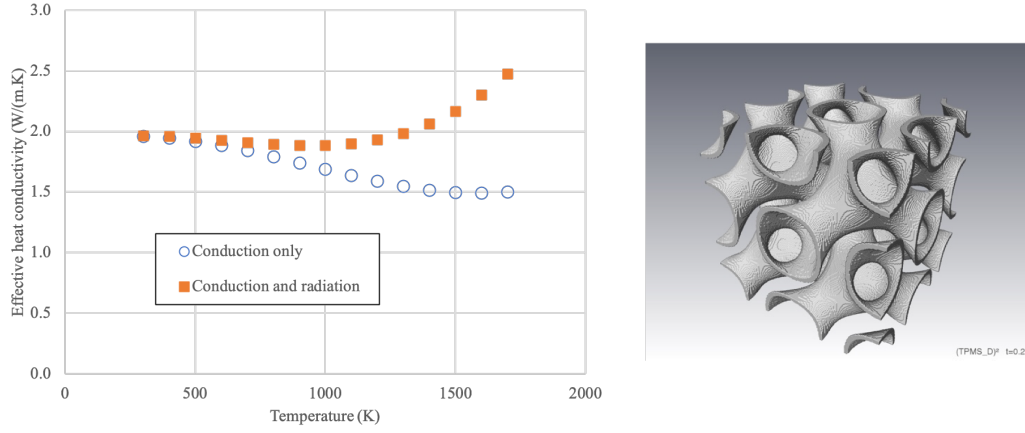 3.0
2.5
2.0
1.5
1.0
0.5
0.0
Effective heat conductivity (W/(m.K)
Conduction only
Conduction and radiation
0 500 1000 1500 2000
Temperature (K)
(TPMS_D)² t=0.2